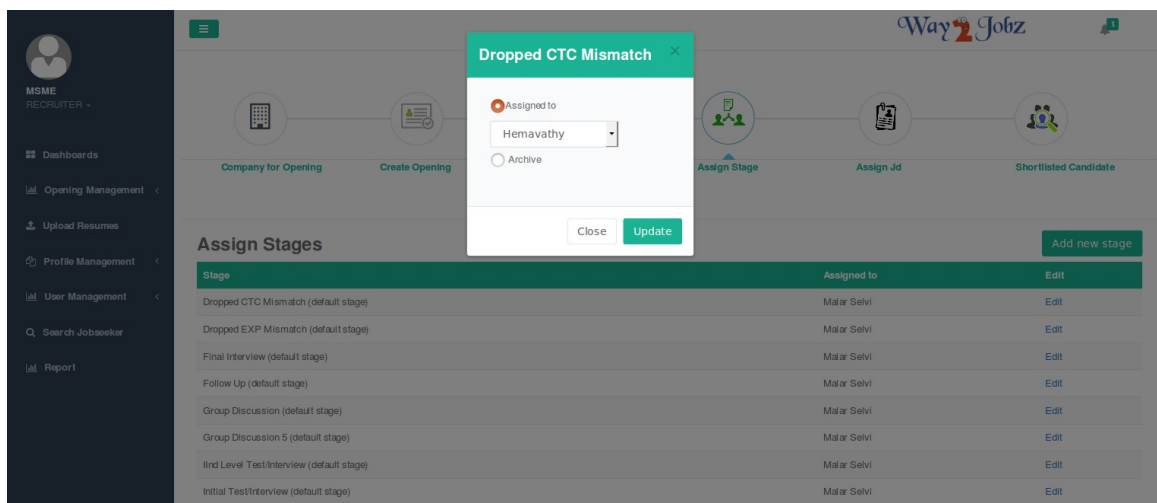 Way2Jobz
1
MSME
RECRUITER
Dashboards
Opening Management
Upload Resumes
Profile Management
User Management
Search Jobseeker
Report
Dropped CTC Mismatch ×
Assigned to
Hemavathy
Archive
Close Update
Company for Opening Create Opening Assign Stage Assign Jd Shortlisted Candidate
Assign Stages Add new stage
Stage Assigned to Edit
Dropped CTC Mismatch (default stage) Malar Selvi Edit
Dropped EXP Mismatch (default stage) Malar Selvi Edit
Final Interview (default stage) Malar Selvi Edit
Follow Up (default stage) Malar Selvi Edit
Group Discussion (default stage) Malar Selvi Edit
Group Discussion 5 (default stage) Malar Selvi Edit
IInd Level Test/Interview (default stage) Malar Selvi Edit
Initial Test/Interview (default stage) Malar Selvi Edit